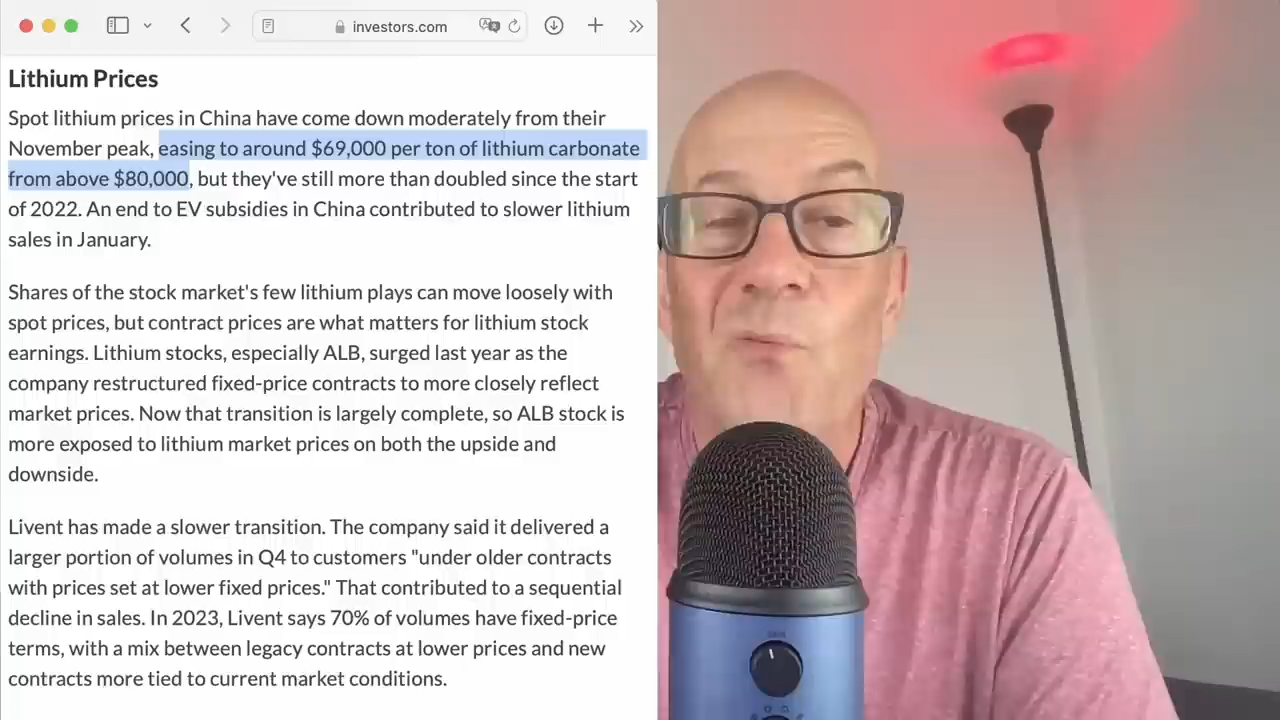 investors.com
Lithium Prices
Spot lithium prices in China have come down moderately from their
November peak, easing to around $69,000 per ton of lithium carbonate
from above $80,000, but they've still more than doubled since the start
of 2022. An end to EV subsidies in China contributed to slower lithium
sales in January.
Shares of the stock market's few lithium plays can move loosely with
spot prices, but contract prices are what matters for lithium stock
earnings. Lithium stocks, especially ALB, surged last year as the
company restructured fixed-price contracts to more closely reflect
market prices. Now that transition is largely complete, so ALB stock is
more exposed to lithium market prices on both the upside and
downside.
Livent has made a slower transition. The company said it delivered a
larger portion of volumes in Q4 to customers "under older contracts
with prices set at lower fixed prices." That contributed to a sequential
decline in sales. In 2023, Livent says 70% of volumes have fixed-price
terms, with a mix between legacy contracts at lower prices and new
contracts more tied to current market conditions.